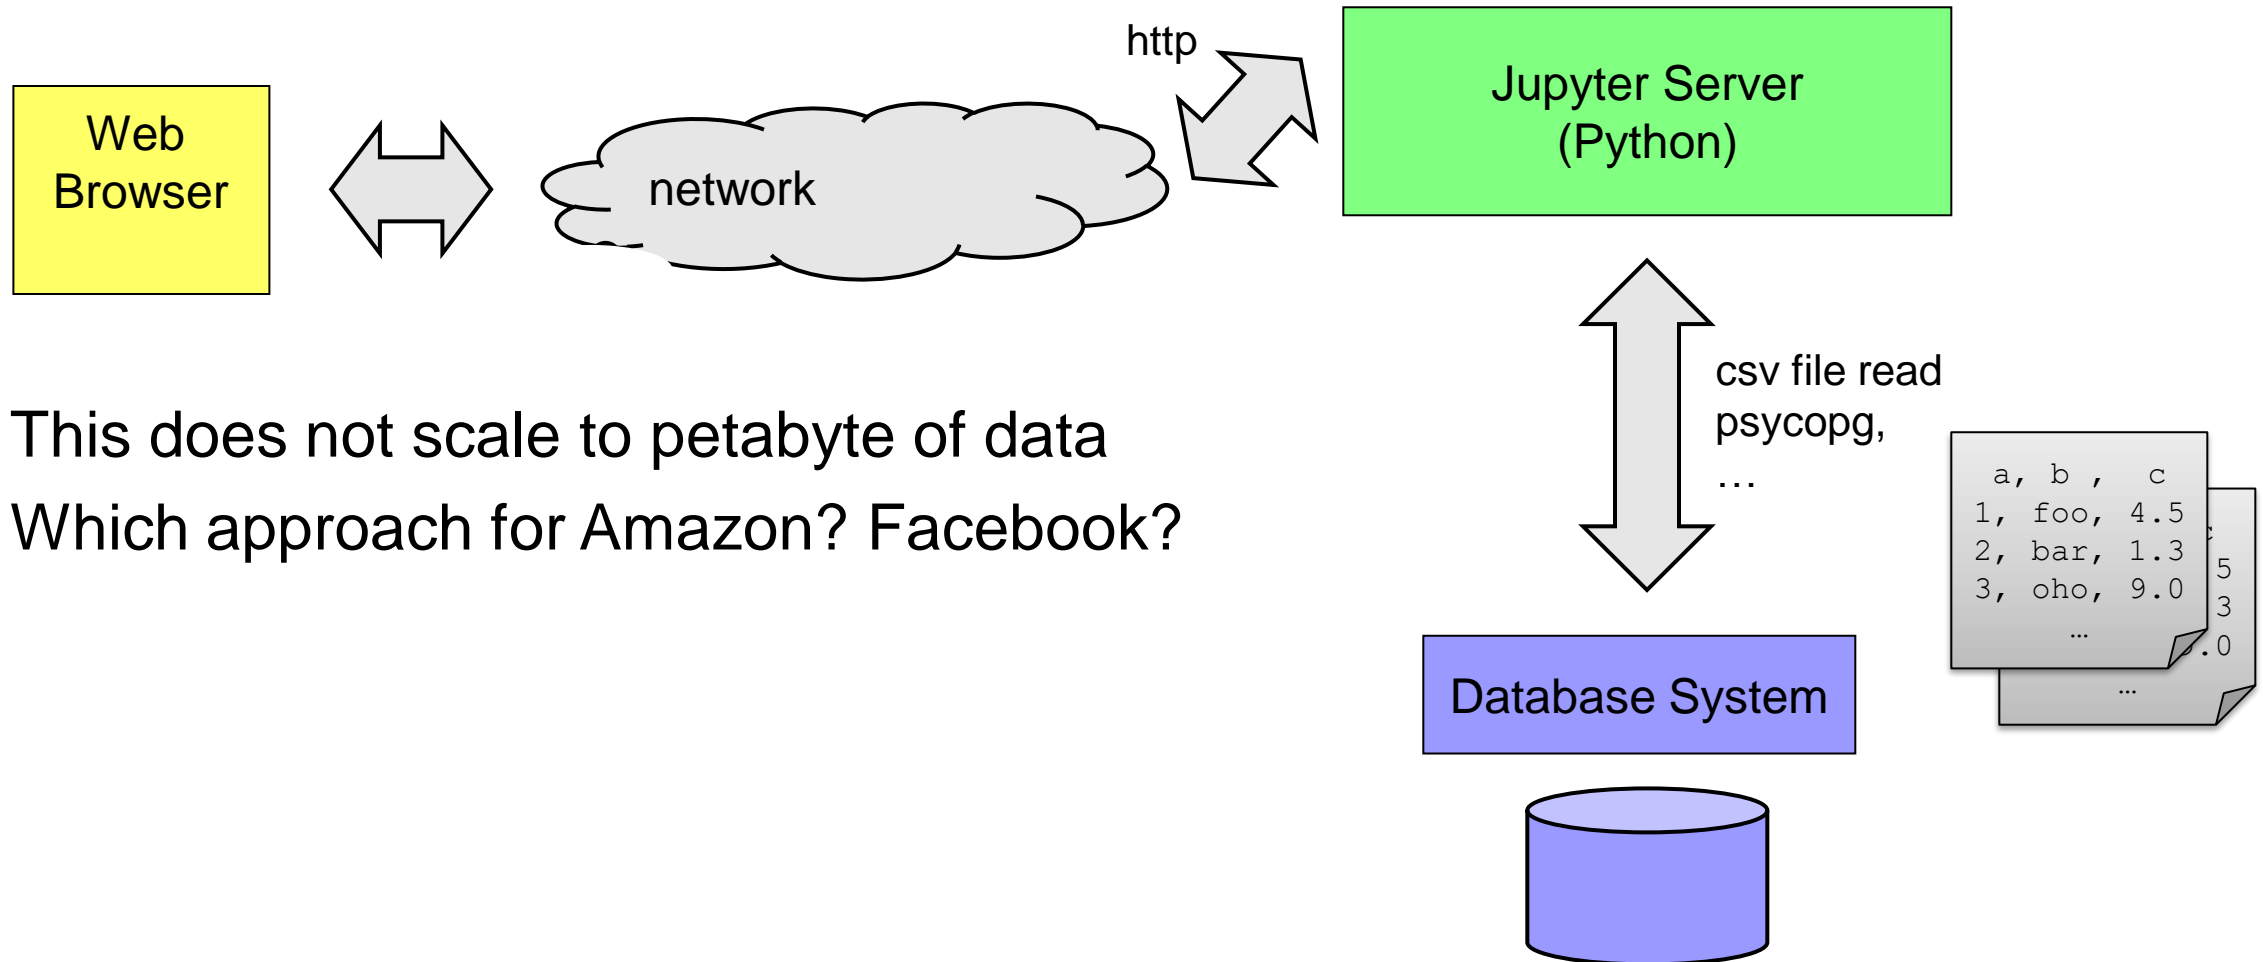 http
Jupyter Server
(Python)
Web
Browser
network
csv file read
psycopg,
…
This does not scale to petabyte of data
Which approach for Amazon? Facebook?
a, b , c
1, foo, 4.5
2, bar, 1.3
3, oho, 9.0
…
5
3
.0
…
Database System